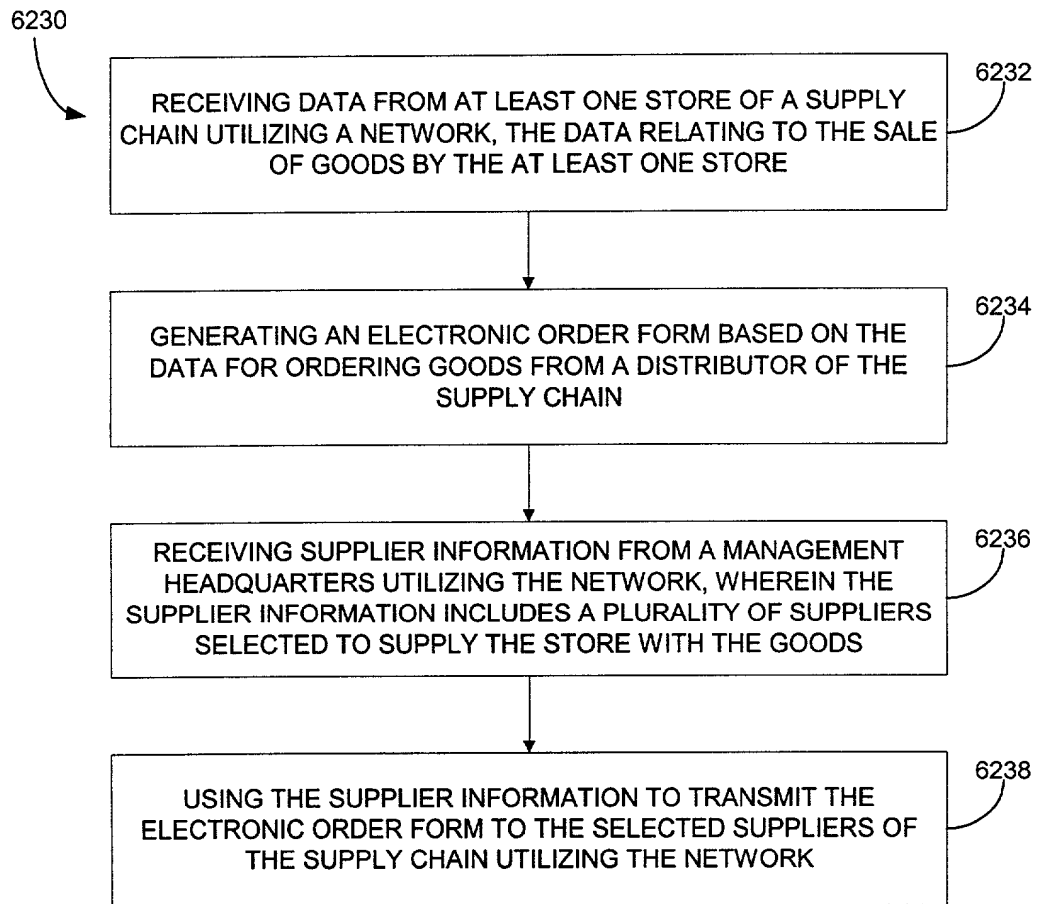 6230
6232
RECEIVING DATA FROM AT LEAST ONE STORE OF A SUPPLY
CHAIN UTILIZING A NETWORK, THE DATA RELATING TO THE SALE
OF GOODS BY THE AT LEAST ONE STORE
6234
GENERATING AN ELECTRONIC ORDER FORM BASED ON THE
DATA FOR ORDERING GOODS FROM A DISTRIBUTOR OF THE
SUPPLY CHAIN
6236
RECEIVING SUPPLIER INFORMATION FROM A MANAGEMENT
HEADQUARTERS UTILIZING THE NETWORK, WHEREIN THE
SUPPLIER INFORMATION INCLUDES A PLURALITY OF SUPPLIERS
SELECTED TO SUPPLY THE STORE WITH THE GOODS
6238
USING THE SUPPLIER INFORMATION TO TRANSMIT THE
ELECTRONIC ORDER FORM TO THE SELECTED SUPPLIERS OF
THE SUPPLY CHAIN UTILIZING THE NETWORK